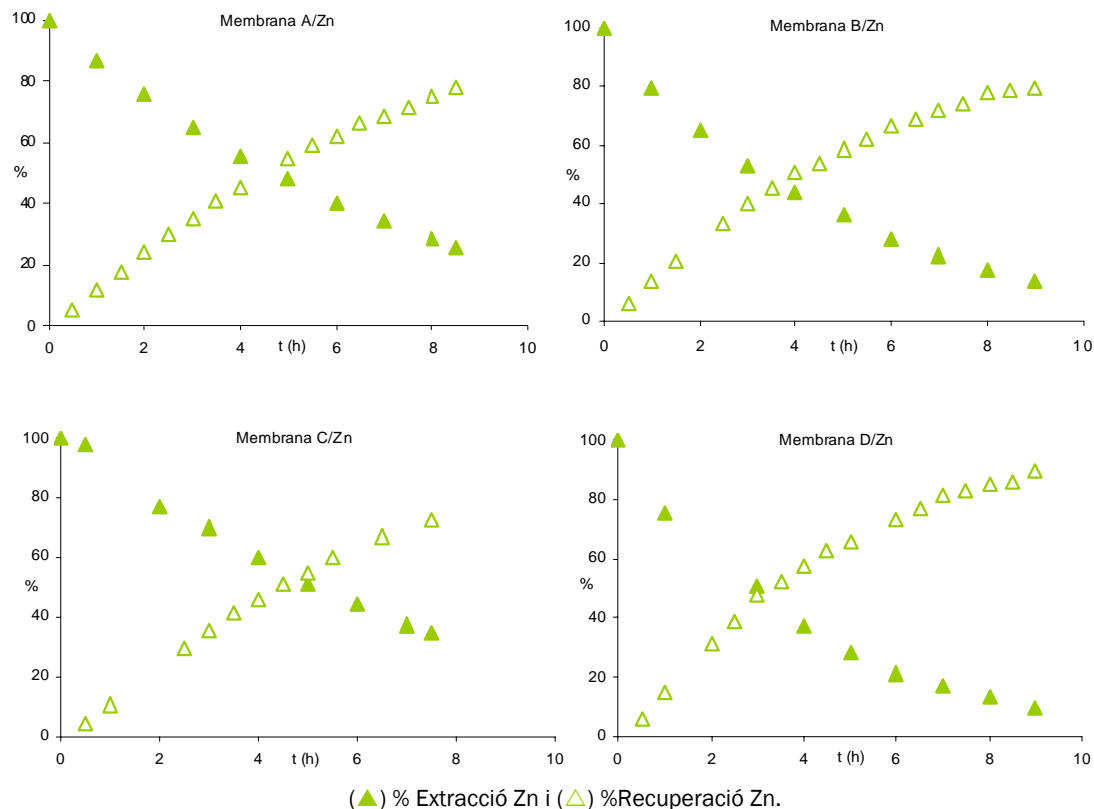 Membrana A/Zn
100
80
60
%
40
20
0
0 2 4 6 8 10
t (h)
Membrana B/Zn
100
80
60
%
40
20
0
0 2 4 6 8 10
t (h)
Membrana C/Zn
100
80
60
%
40
20
0
0 2 4 6 8 10
t (h)
Membrana D/Zn
100
80
60
%
40
20
0
0 2 4 6 8 10
t (h)
(▲) % Extracció Zn i (△) %Recuperació Zn.